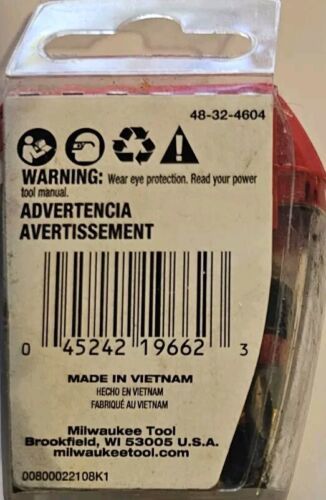 48-32-4604
WARNING: Wear eye protection. Read your power
tool manual.
ADVERTENCIA
AVERTISSEMENT
0 45242 19662 3
MADE IN VIETNAM
HECHO EN VIETNAM
FABRIQUÉ AU VIETNAM
Milwaukee Tool
Brookfield, WI 53005 U.S.A.
milwaukeetool.com
00800022108K1